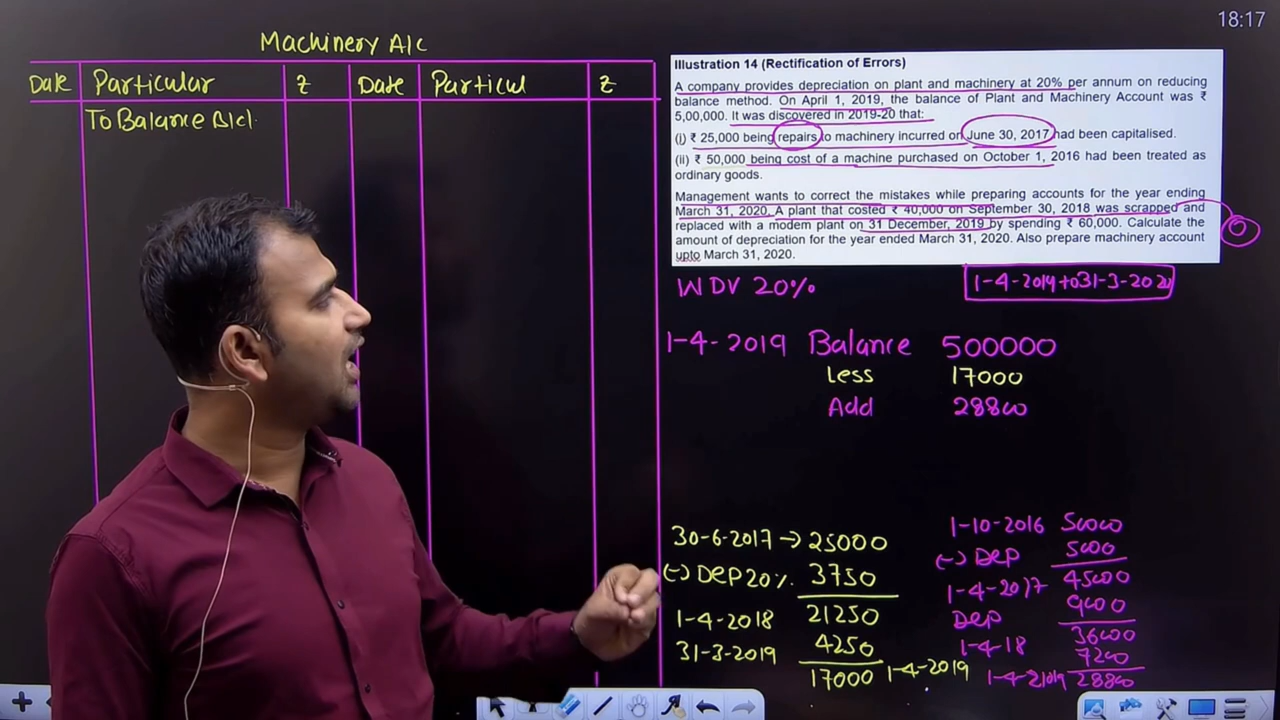 18:17
Machinery A/c
Date Particular ₹ Date Particul ₹
To Balance B/d.
Illustration 14 (Rectification of Errors)
A company provides depreciation on plant and machinery at 20% per annum on reducing
balance method. On April 1, 2019, the balance of Plant and Machinery Account was ₹
5,00,000. It was discovered in 2019-20 that:
(i) ₹ 25,000 being repairs to machinery incurred on June 30, 2017 had been capitalised.
(ii) ₹ 50,000 being cost of a machine purchased on October 1, 2016 had been treated as
ordinary goods.
Management wants to correct the mistakes while preparing accounts for the year ending
March 31, 2020. A plant that costed ₹ 40,000 on September 30, 2018 was scrapped and
replaced with a modem plant on 31 December, 2019 by spending ₹ 60,000. Calculate the
amount of depreciation for the year ended March 31, 2020. Also prepare machinery account
upto March 31, 2020.
WDV 20%
1-4-2019 to 31-3-2020
1-4-2019 Balance 500000
Less 17000
Add 28800
30-6-2017 → 25000
(-) DEP 20% 3750
1-4-2018 21250
31-3-2019 4250
17000 1-4-2019
1-10-2016 50000
(-) DEP 5000
1-4-2017 45000
DEP 9000
1-4-18 36000
7200
1-4-2019 28800